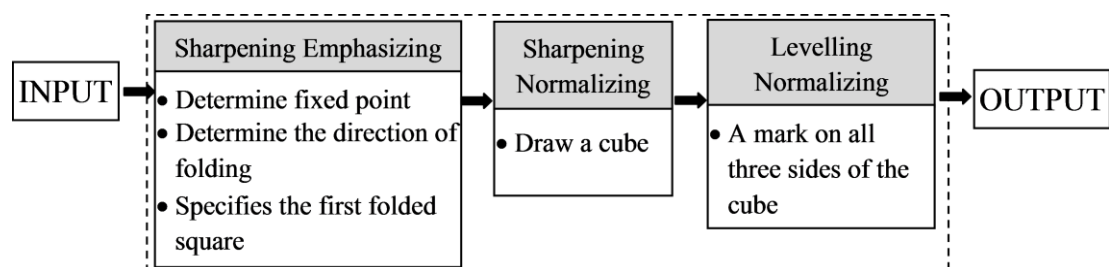 INPUT
Sharpening Emphasizing
• Determine fixed point
• Determine the direction of
folding
• Specifies the first folded
square
Sharpening
Normalizing
• Draw a cube
Levelling
Normalizing
• A mark on all
three sides of the
cube
OUTPUT